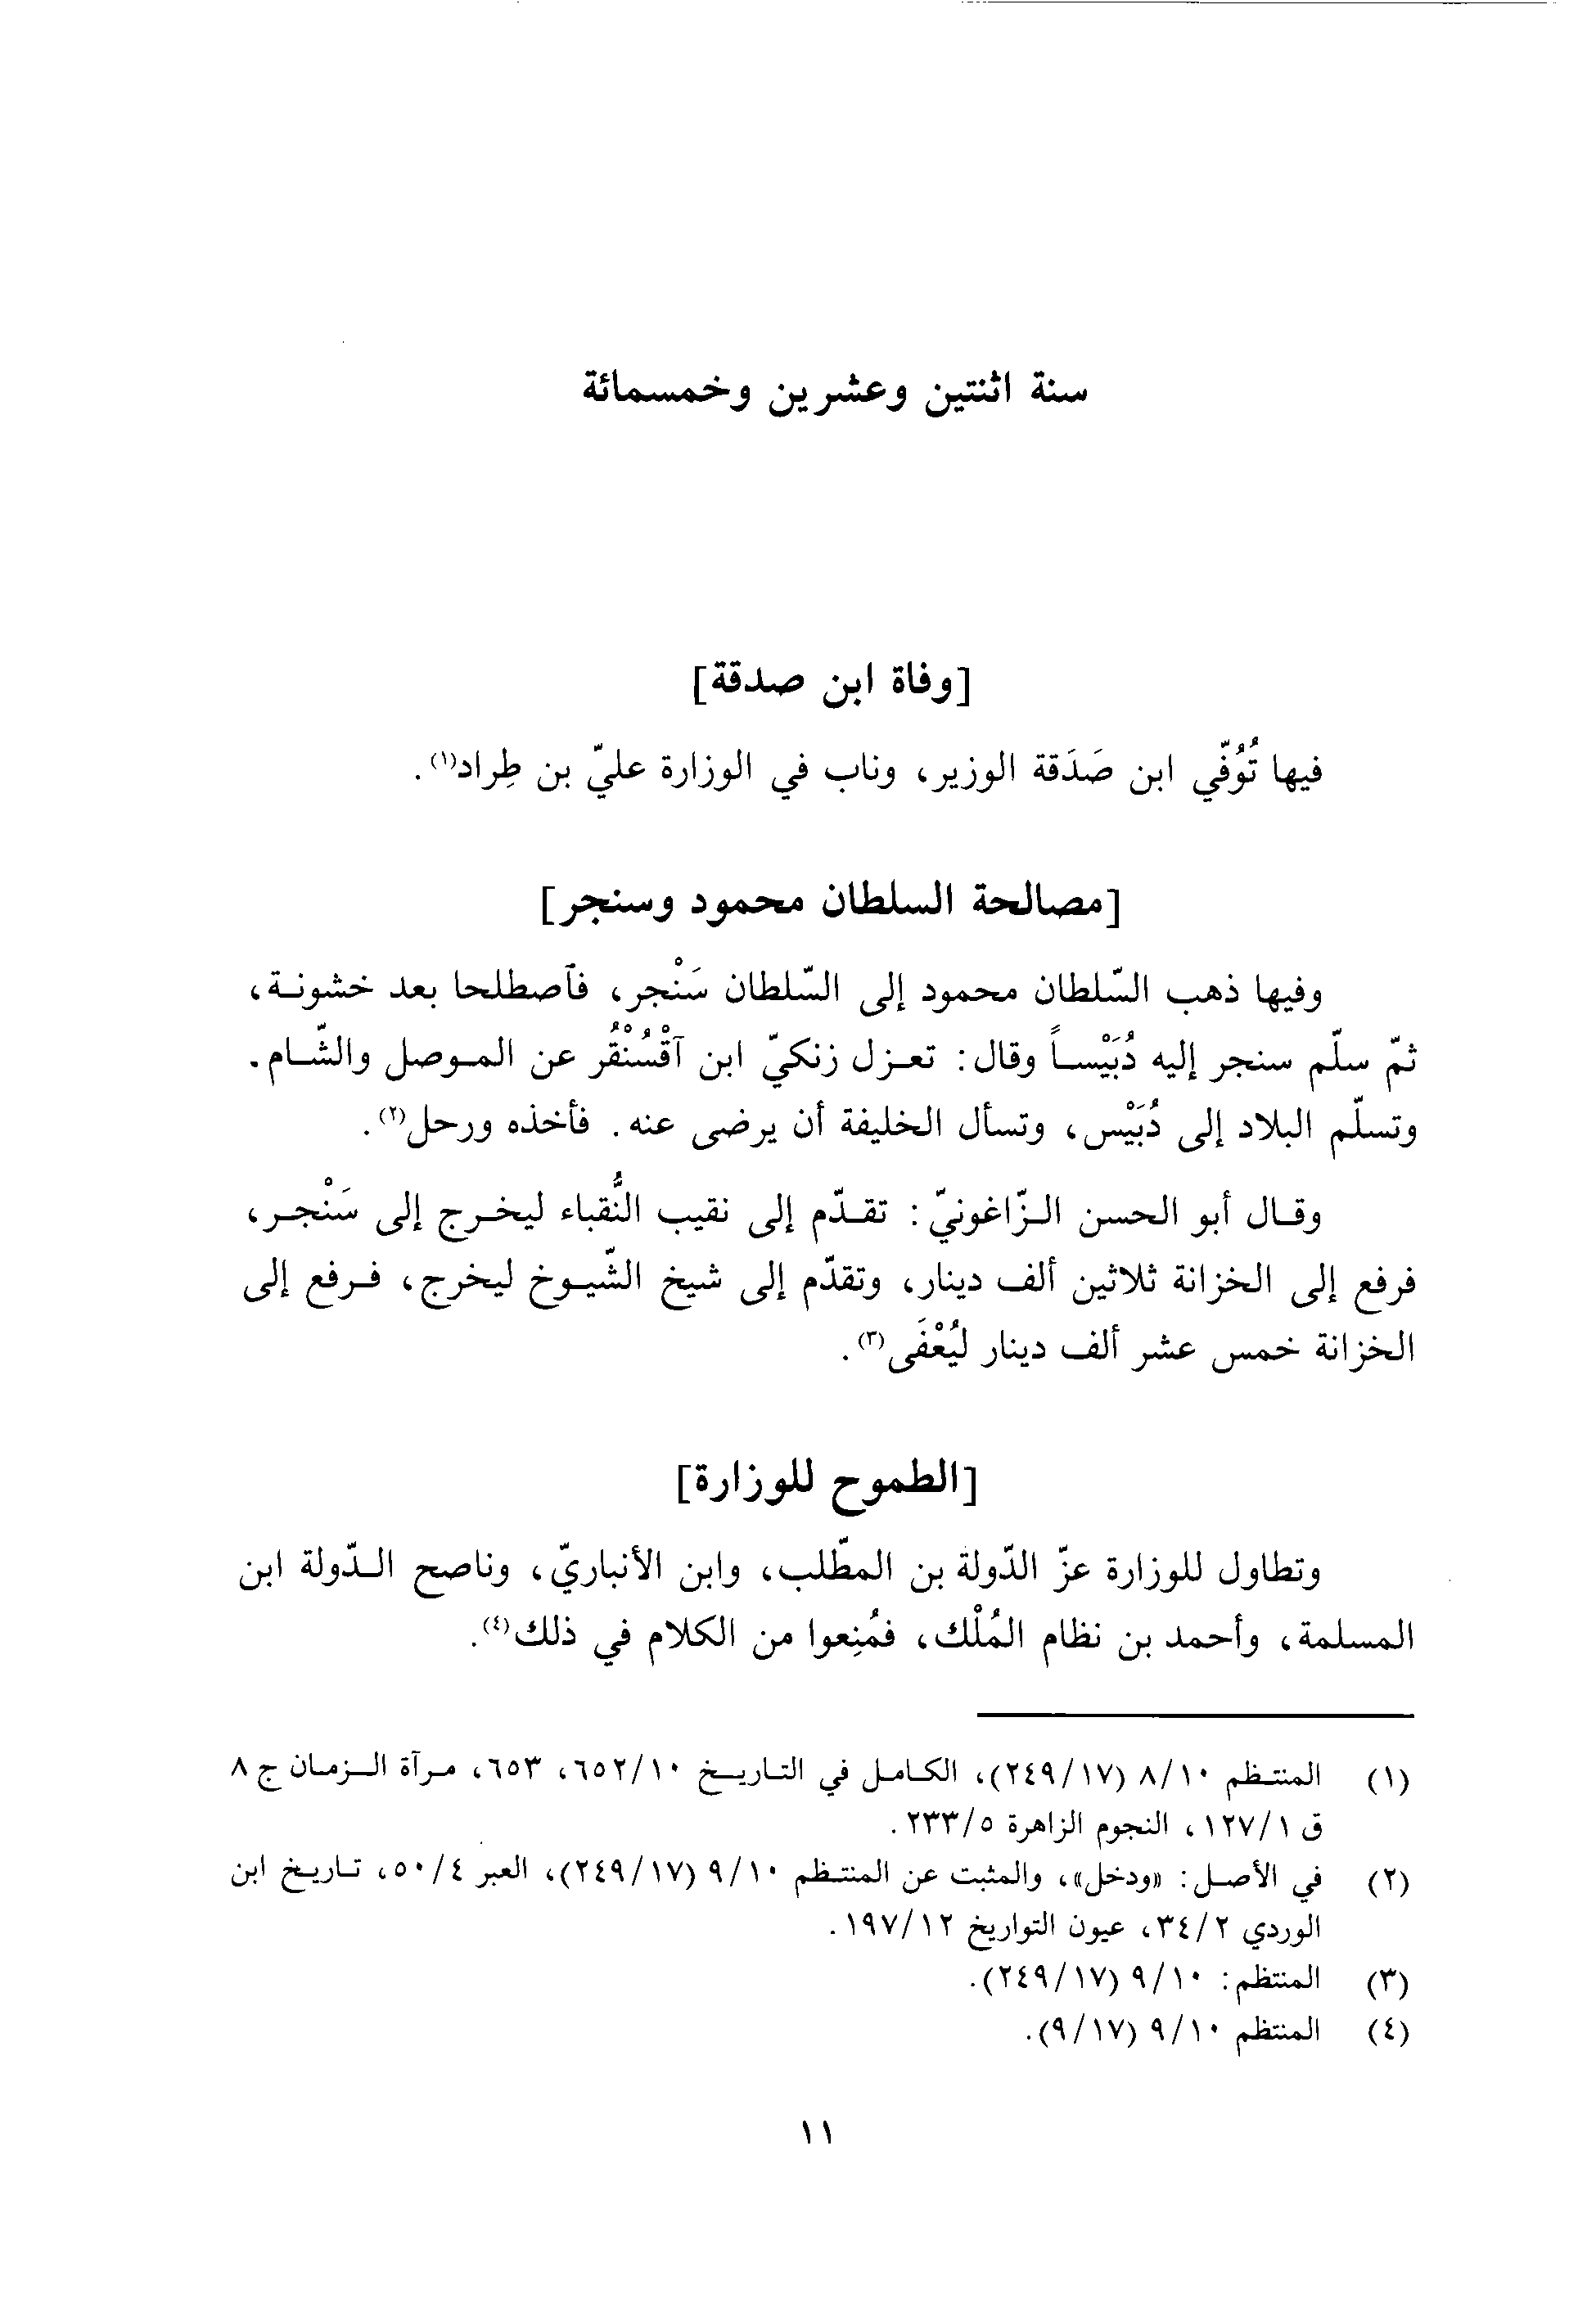 سنة اثنتين وعشرين وخمسمائة
[وفاة ابن صدقة]
فيها تُوُفّي ابن صَدَقة الوزير، وناب في الوزارة عليّ بن طِراد(١).
[مصالحة السلطان محمود وسنجر]
وفيها ذهب السّلطان محمود إلى السّلطان سَنْجر، فٱصطلحا بعد خشونة،
ثمّ سلّم سنجر إليه دُبَيْساً وقال: تعزل زنكيّ ابن آقْسُنْقُر عن الموصل والشّام.
وتسلّم البلاد إلى دُبَيْس، وتسأل الخليفة أن يرضى عنه. فأخذه ورحل(٢).
وقال أبو الحسن الزّاغونيّ: تقدّم إلى نقيب النُّقباء ليخرج إلى سَنْجر،
فرفع إلى الخزانة ثلاثين ألف دينار، وتقدّم إلى شيخ الشّيوخ ليخرج، فرفع إلى
الخزانة خمس عشر ألف دينار ليُعْفَى(٣).
[الطموح للوزارة]
وتطاول للوزارة عزّ الدّولة بن المطّلب، وابن الأنباريّ، وناصح الدّولة ابن
المسلمة، وأحمد بن نظام المُلْك، فمُنِعوا من الكلام في ذلك(٤).
(١) المنتظم ٨/١٠ (٢٤٩/١٧)، الكامل في التاريخ ٦٥٢/١٠، ٦٥٣، مرآة الزمان ج ٨
ق ١٢٧/١، النجوم الزاهرة ٢٣٣/٥.
(٢) في الأصل: «ودخل»، والمثبت عن المنتظم ٩/١٠ (٢٤٩/١٧)، العبر ٥٠/٤، تاريخ ابن
الوردي ٣٤/٢، عيون التواريخ ١٩٧/١٢.
(٣) المنتظم: ٩/١٠ (٢٤٩/١٧).
(٤) المنتظم ٩/١٠ (٩/١٧).
١١